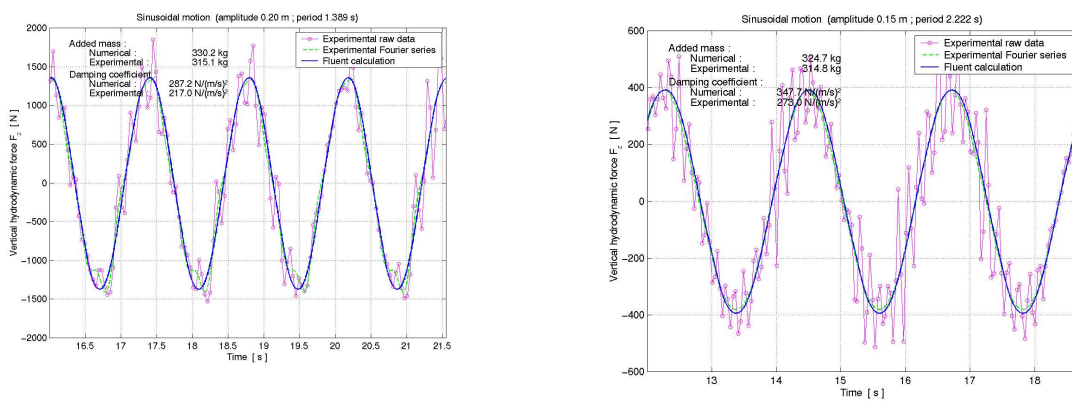 Sinusoidal motion (amplitude 0.20 m ; period 1.389 s)
2000
1500
1000
500
0
-500
-1000
-1500
-2000
Vertical hydrodynamic force F_z [ N ]
Added mass :
Numerical : 330.2 kg
Experimental : 315.1 kg
Damping coefficient
Numerical : 287.2 N/(m/s)²
Experimental 217.0 N/(m/s)²
Experimental raw data
Experimental Fourier series
Fluent calculation
16.5 17 17.5 18 18.5 19 19.5 20 20.5 21 21.5
Time [ s ]
Sinusoidal motion (amplitude 0.15 m ; period 2.222 s)
600
400
200
0
−200
−400
−600
Vertical hydrodynamic force F_z [ N ]
Added mass :
Numerical : 324.7 kg
Experimental : 314.8 kg
Damping coefficient :
Numerical : 347.7 N/(m/s)²
Experimental : 273.0 N/(m/s)²
Experimental raw data
Experimental Fourier series
Fluent calculation
13 14 15 16 17 18
Time [ s ]